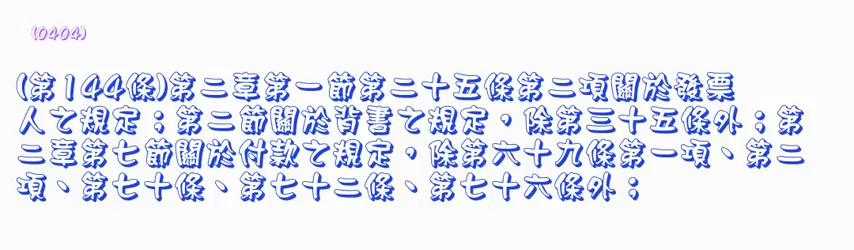 (0404)
(第144條)第二章第一節第二十五條第二項關於發票
人之規定；第二節關於背書之規定，除第三十五條外；第
二章第七節關於付款之規定，除第六十九條第一項、第二
項、第七十條、第七十二條、第七十六條外；